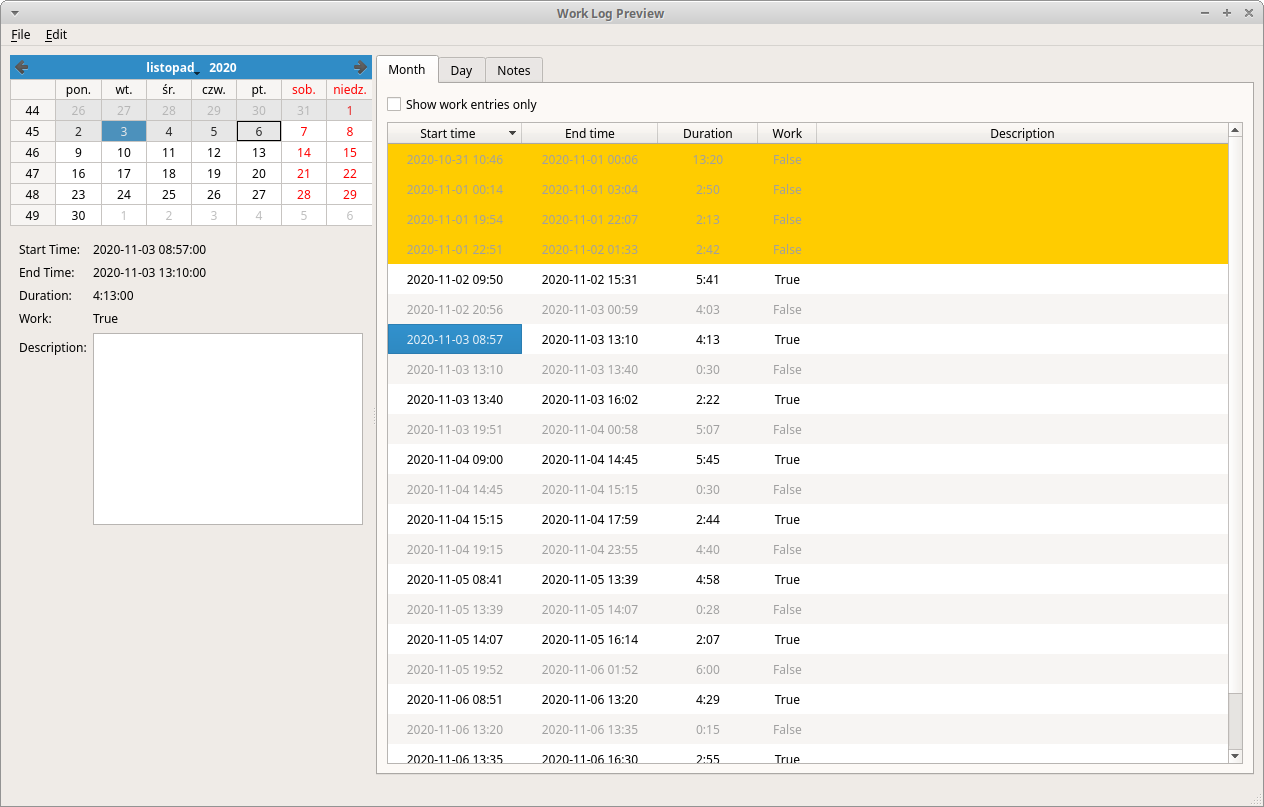 Work Log Preview
File Edit
listopad 2020
pon. wt. śr. czw. pt. sob. niedz.
44 26 27 28 29 30 31 1
45 2 3 4 5 6 7 8
46 9 10 11 12 13 14 15
47 16 17 18 19 20 21 22
48 23 24 25 26 27 28 29
49 30 1 2 3 4 5 6
Start Time: 2020-11-03 08:57:00
End Time: 2020-11-03 13:10:00
Duration: 4:13:00
Work: True
Description:
Month Day Notes
Show work entries only
Start time End time Duration Work Description
2020-10-31 10:46 2020-11-01 00:06 13:20 False
2020-11-01 00:14 2020-11-01 03:04 2:50 False
2020-11-01 19:54 2020-11-01 22:07 2:13 False
2020-11-01 22:51 2020-11-02 01:33 2:42 False
2020-11-02 09:50 2020-11-02 15:31 5:41 True
2020-11-02 20:56 2020-11-03 00:59 4:03 False
2020-11-03 08:57 2020-11-03 13:10 4:13 True
2020-11-03 13:10 2020-11-03 13:40 0:30 False
2020-11-03 13:40 2020-11-03 16:02 2:22 True
2020-11-03 19:51 2020-11-04 00:58 5:07 False
2020-11-04 09:00 2020-11-04 14:45 5:45 True
2020-11-04 14:45 2020-11-04 15:15 0:30 False
2020-11-04 15:15 2020-11-04 17:59 2:44 True
2020-11-04 19:15 2020-11-04 23:55 4:40 False
2020-11-05 08:41 2020-11-05 13:39 4:58 True
2020-11-05 13:39 2020-11-05 14:07 0:28 False
2020-11-05 14:07 2020-11-05 16:14 2:07 True
2020-11-05 19:52 2020-11-06 01:52 6:00 False
2020-11-06 08:51 2020-11-06 13:20 4:29 True
2020-11-06 13:20 2020-11-06 13:35 0:15 False
2020-11-06 13:35 2020-11-06 16:30 2:55 True